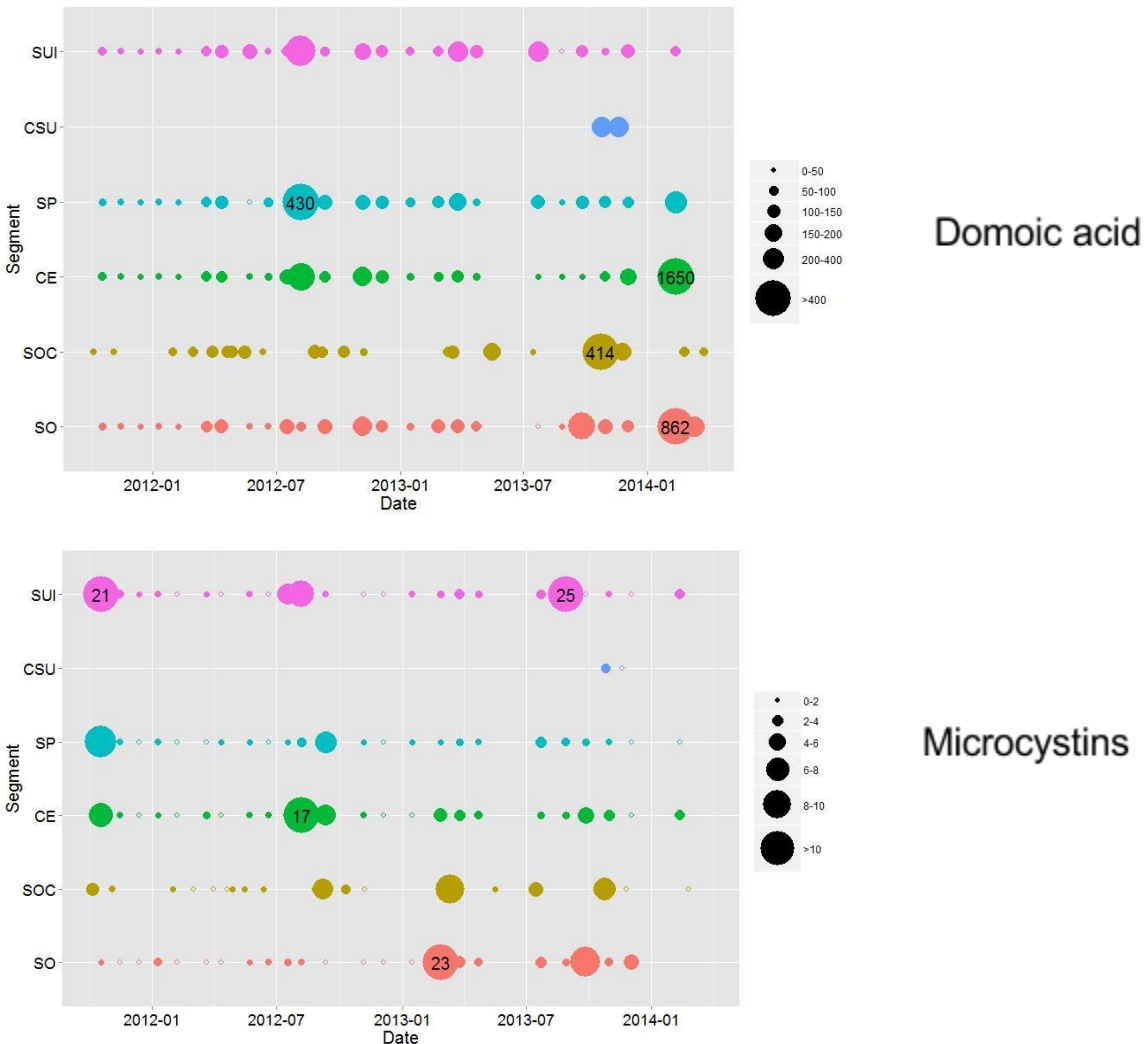 SUI
CSU
SP 430
CE 1650
SOC 414
SO 862
Segment
2012-01 2012-07 2013-01 2013-07 2014-01
Date
0-50
50-100
100-150
150-200
200-400
>400
Domoic acid
SUI 21 25
CSU
SP
CE 17
SOC
SO 23
Segment
2012-01 2012-07 2013-01 2013-07 2014-01
Date
0-2
2-4
4-6
6-8
8-10
>10
Microcystins